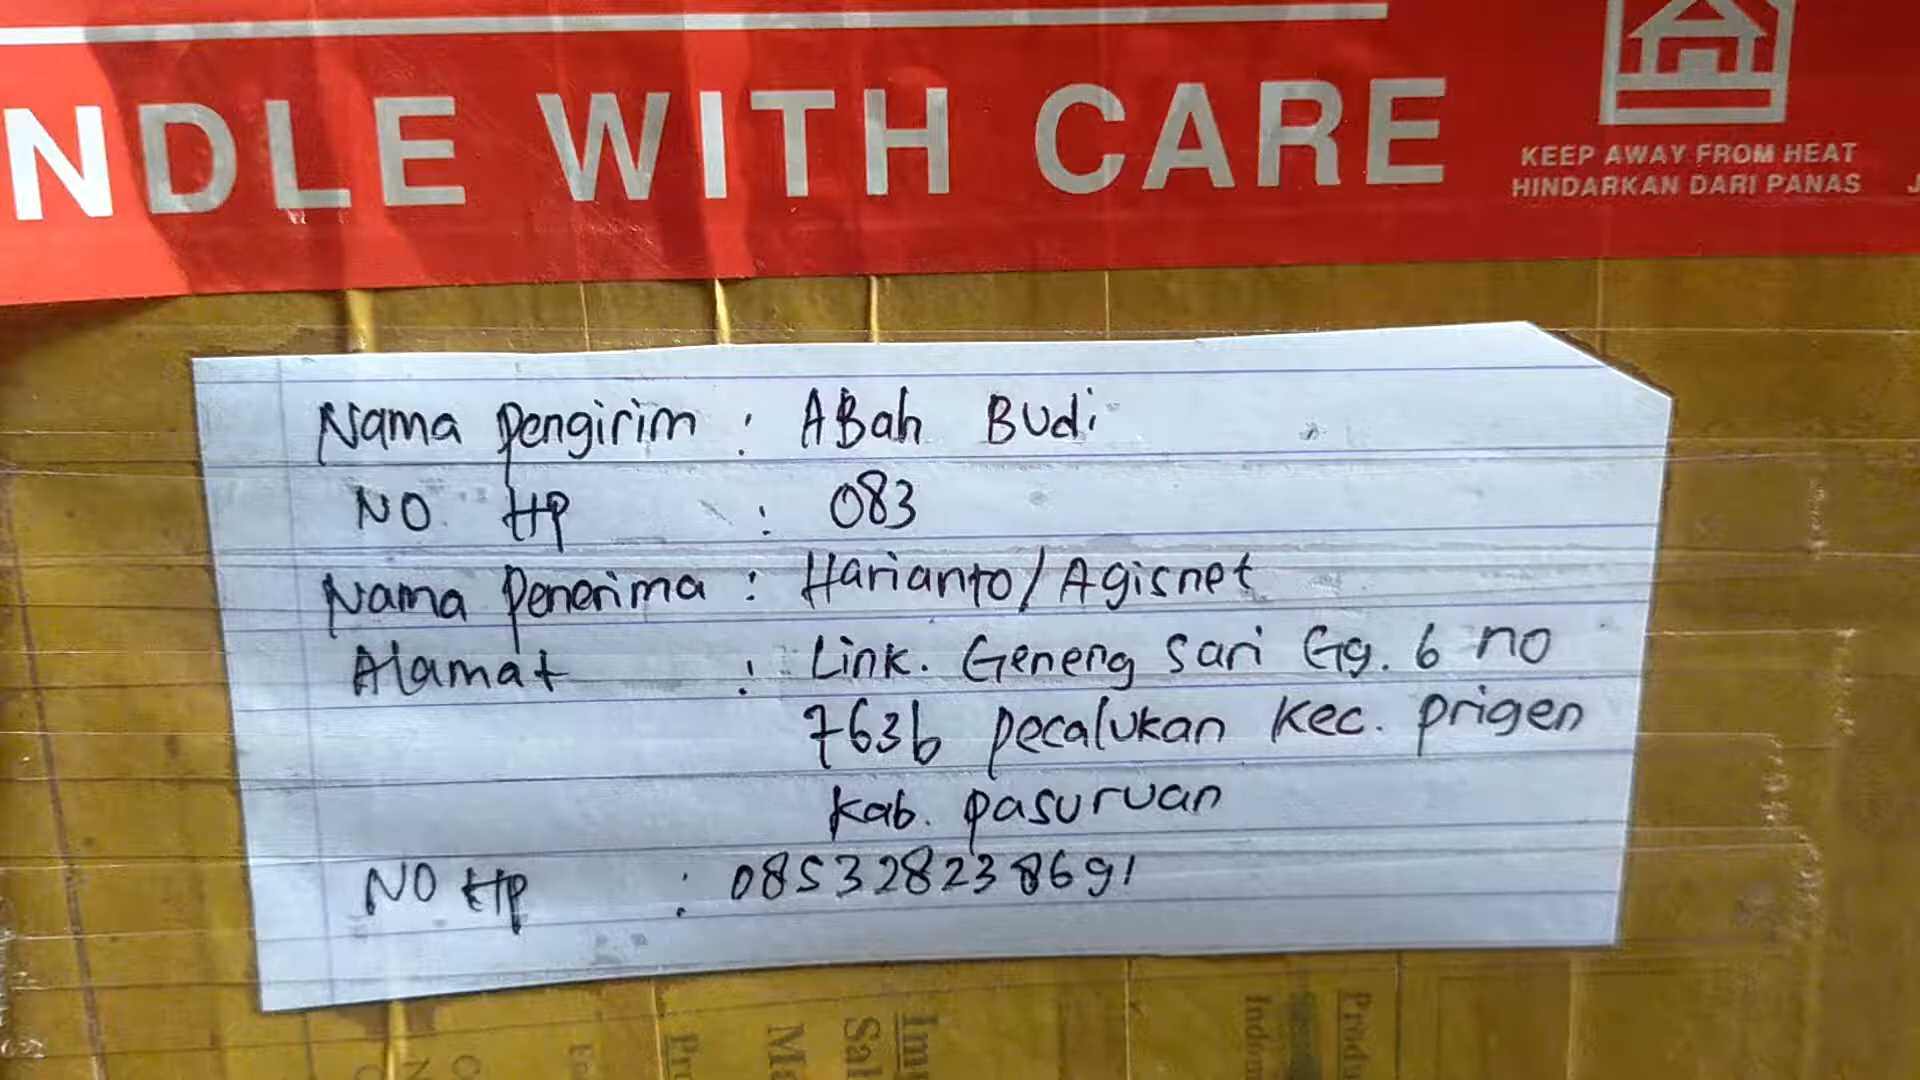 NDLE WITH CARE
KEEP AWAY FROM HEAT
HINDARKAN DARI PANAS
Nama Pengirim : ABah Budi
NO HP : 083
Nama Penerima : Harianto/Agisnet
Alamat : Link. Geneng Sari Gg. 6 no
763b pecalukan kec. prigen
kab. pasuruan
NO HP : 085328238691